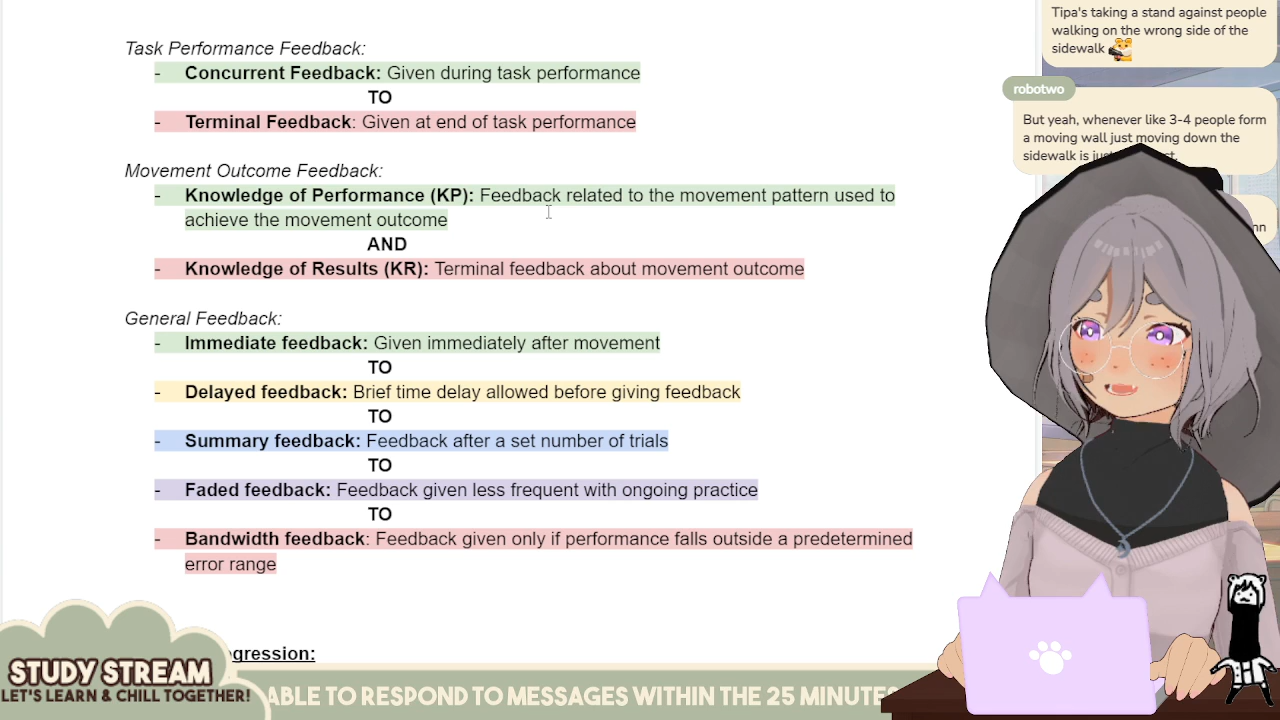 Task Performance Feedback:
- Concurrent Feedback: Given during task performance
TO
- Terminal Feedback: Given at end of task performance
Movement Outcome Feedback:
- Knowledge of Performance (KP): Feedback related to the movement pattern used to
achieve the movement outcome
AND
- Knowledge of Results (KR): Terminal feedback about movement outcome
General Feedback:
- Immediate feedback: Given immediately after movement
TO
- Delayed feedback: Brief time delay allowed before giving feedback
TO
- Summary feedback: Feedback after a set number of trials
TO
- Faded feedback: Feedback given less frequent with ongoing practice
TO
- Bandwidth feedback: Feedback given only if performance falls outside a predetermined
error range
gression:
Tipa's taking a stand against people
walking on the wrong side of the
sidewalk
robotwo
But yeah, whenever like 3-4 people form
a moving wall just moving down the
sidewalk is
STUDY STREAM
LET'S LEARN & CHILL TOGETHER!
ABLE TO RESPOND TO MESSAGES WITHIN THE 25 MINUTES